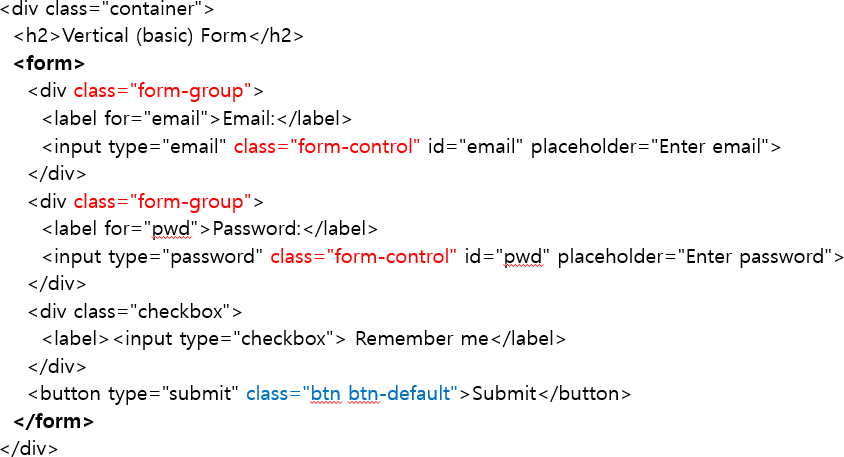 <div class="container">
<h2>Vertical (basic) Form</h2>
<form>
<div class="form-group">
<label for="email">Email:</label>
<input type="email" class="form-control" id="email" placeholder="Enter email">
</div>
<div class="form-group">
<label for="pwd">Password:</label>
<input type="password" class="form-control" id="pwd" placeholder="Enter password">
</div>
<div class="checkbox">
<label><input type="checkbox"> Remember me</label>
</div>
<button type="submit" class="btn btn-default">Submit</button>
</form>
</div>